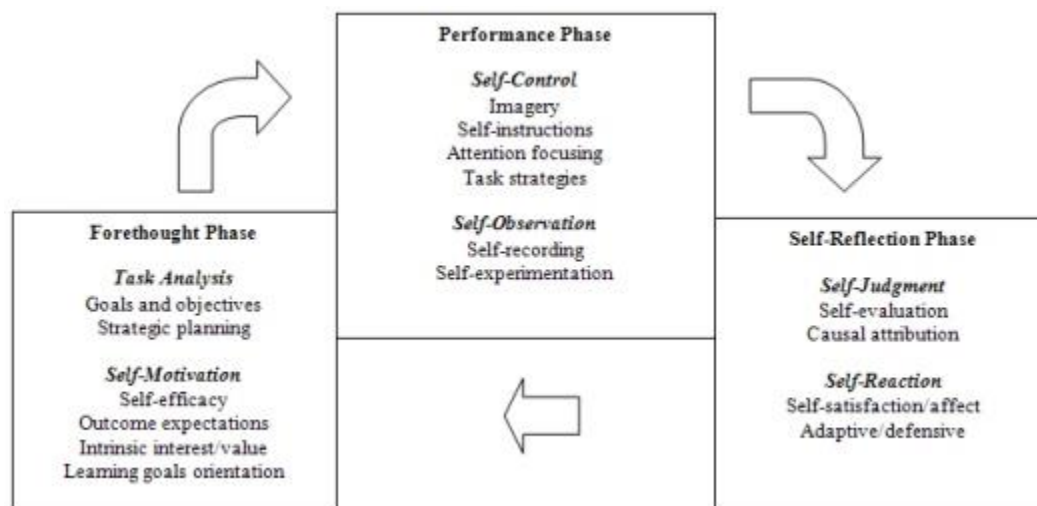 Performance Phase
Self-Control
Imagery
Self-instructions
Attention focusing
Task strategies
Self-Observation
Self-recording
Self-experimentation
Forethought Phase
Task Analysis
Goals and objectives
Strategic planning
Self-Motivation
Self-efficacy
Outcome expectations
Intrinsic interest/value
Learning goals orientation
Self-Reflection Phase
Self-Judgment
Self-evaluation
Causal attribution
Self-Reaction
Self-satisfaction/affect
Adaptive/defensive